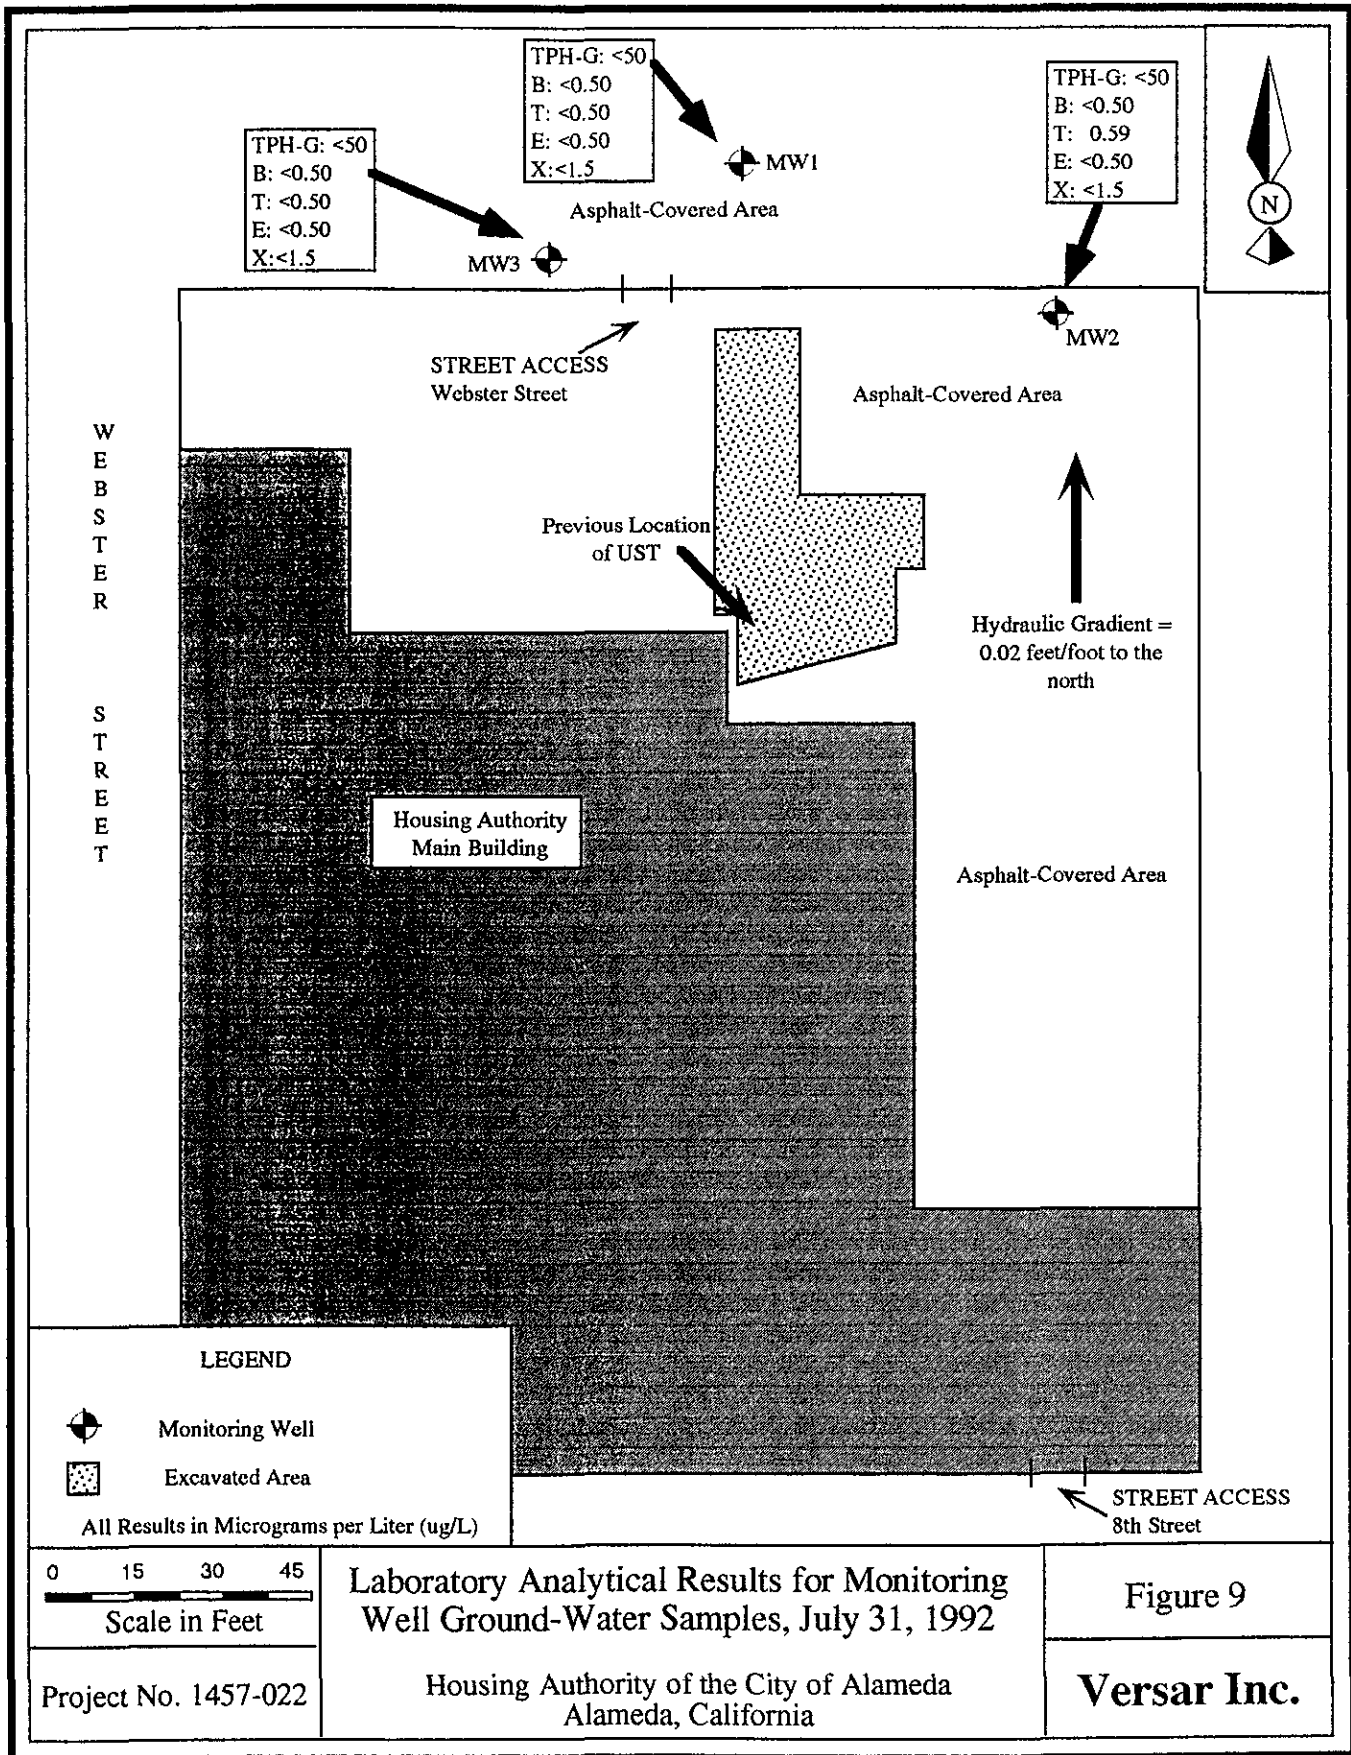 TPH-G: <50
B: <0.50
T: <0.50
E: <0.50
X:<1.5
MW1
Asphalt-Covered Area
TPH-G: <50
B: <0.50
T: 0.59
E: <0.50
X: <1.5
N
TPH-G: <50
B: <0.50
T: <0.50
E: <0.50
X:<1.5
MW3
MW2
STREET ACCESS
Webster Street
Asphalt-Covered Area
WEBSTER STREET
Previous Location
of UST
Hydraulic Gradient =
0.02 feet/foot to the
north
Housing Authority
Main Building
Asphalt-Covered Area
LEGEND
Monitoring Well
Excavated Area
All Results in Micrograms per Liter (ug/L)
STREET ACCESS
8th Street
0 15 30 45
Scale in Feet
Project No. 1457-022
Laboratory Analytical Results for Monitoring
Well Ground-Water Samples, July 31, 1992
Housing Authority of the City of Alameda
Alameda, California
Figure 9
Versar Inc.